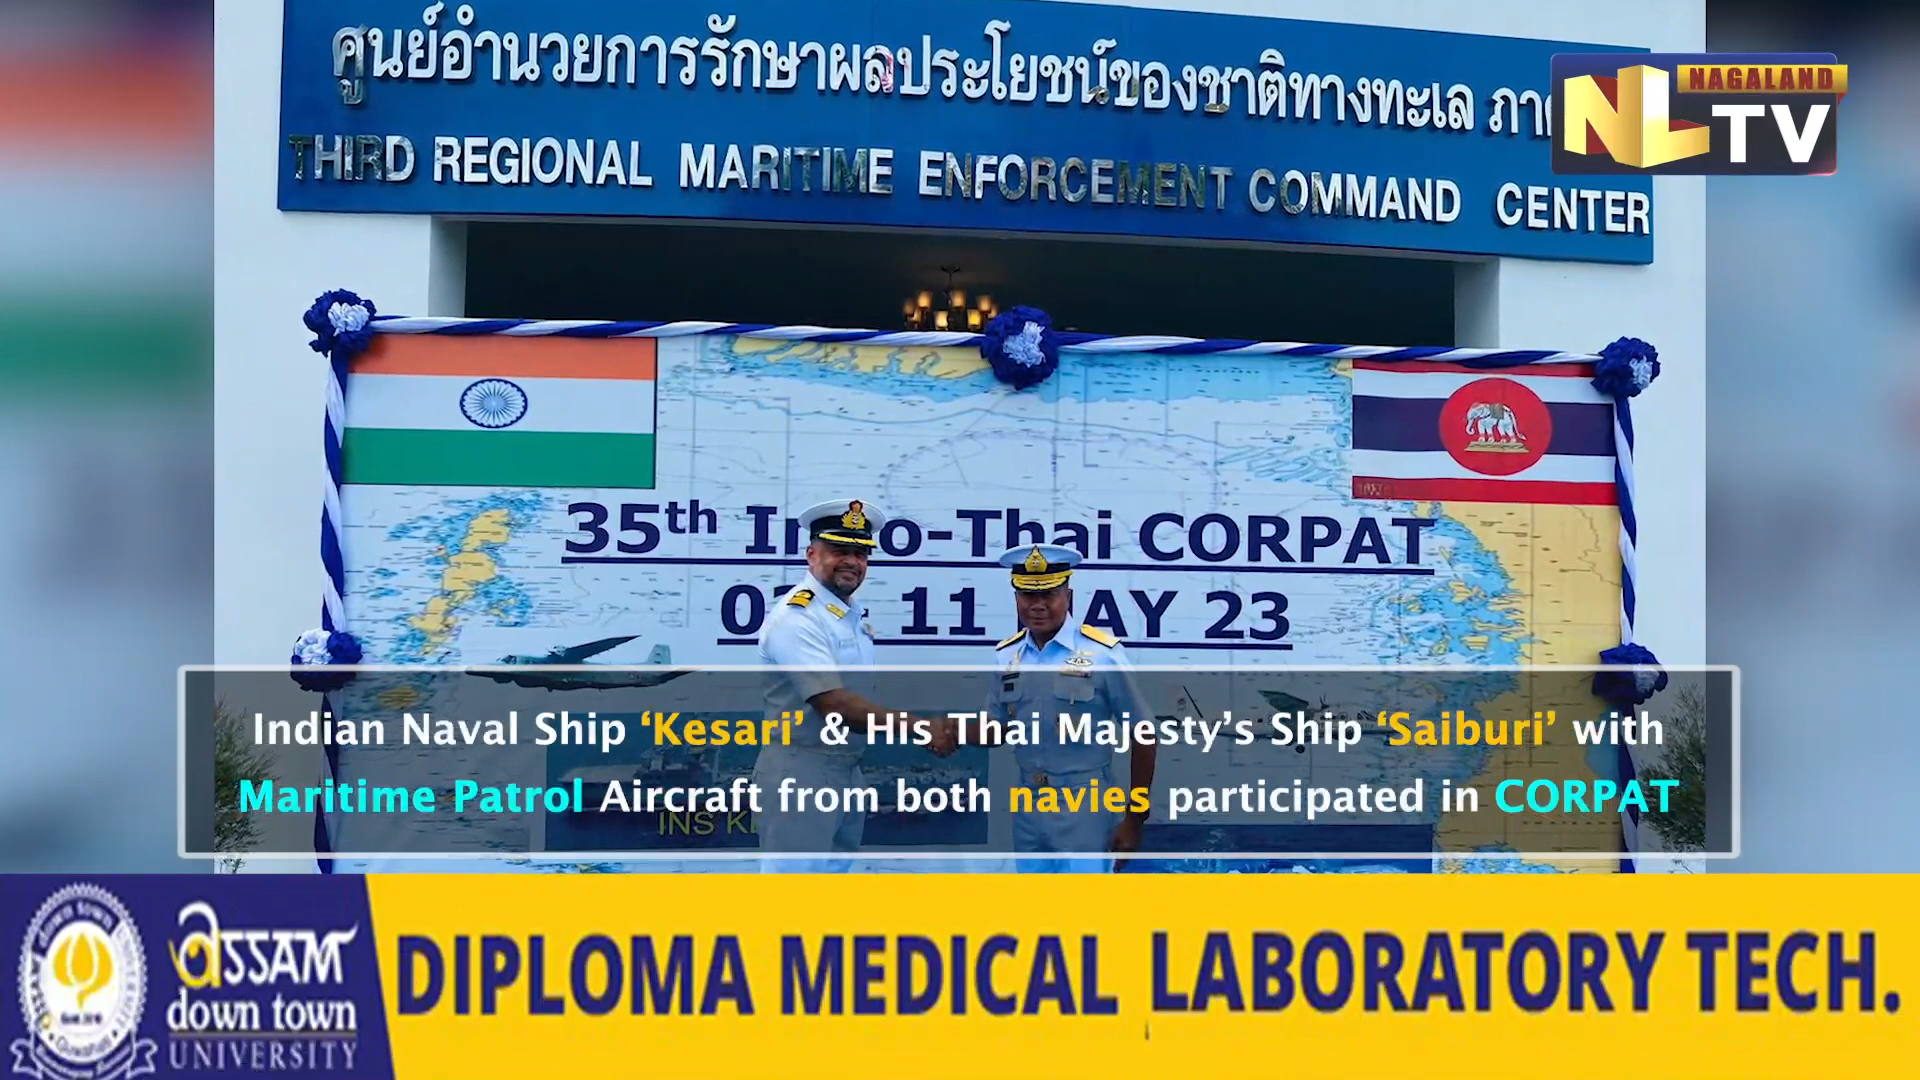 ศูนย์อำนวยการรักษาผลประโยชน์ของชาติทางทะเล
THIRD REGIONAL MARITIME ENFORCEMENT COMMAND CENTER
NAGALAND
NLTV
35th Indo-Thai CORPAT
11 MAY 23
Indian Naval Ship ‘Kesari’ & His Thai Majesty’s Ship ‘Saiburi’ with
Maritime Patrol Aircraft from both navies participated in CORPAT
INS
assam
down town
UNIVERSITY
DIPLOMA MEDICAL LABORATORY TECH.